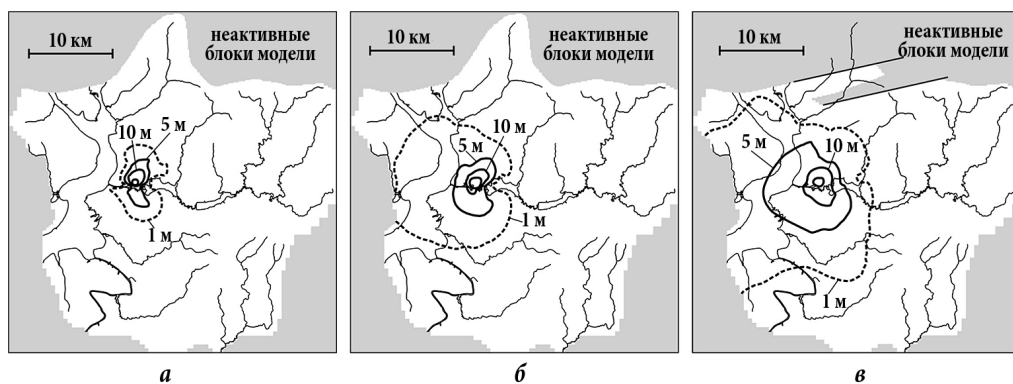 10 км
неактивные
блоки модели
10 м
5 м
1 м
а
10 км
неактивные
блоки модели
5 м
10 м
1 м
б
10 км
неактивные
блоки модели
5 м
10 м
1 м
в